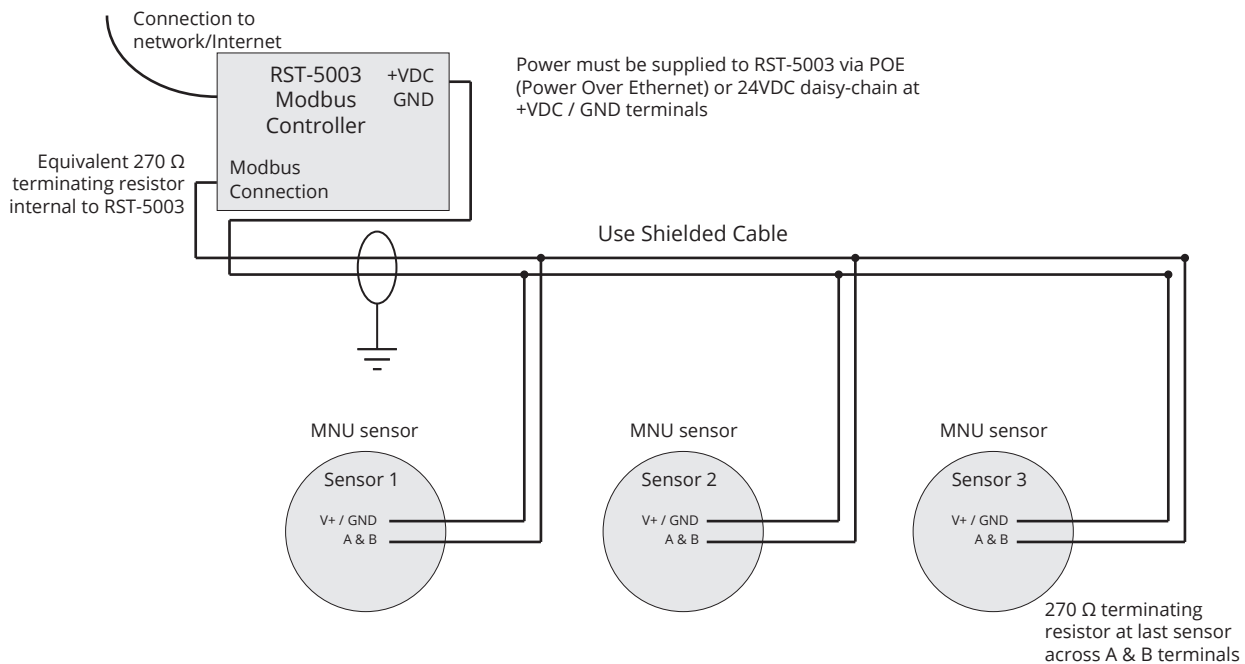 Connection to
network/Internet
RST-5003
Modbus
Controller
+VDC
GND
Modbus
Connection
Power must be supplied to RST-5003 via POE
(Power Over Ethernet) or 24VDC daisy-chain at
+VDC / GND terminals
Equivalent 270 Ω
terminating resistor
internal to RST-5003
Use Shielded Cable
MNU sensor
Sensor 1
V+ / GND
A & B
MNU sensor
Sensor 2
V+ / GND
A & B
MNU sensor
Sensor 3
V+ / GND
A & B
270 Ω terminating
resistor at last sensor
across A & B terminals